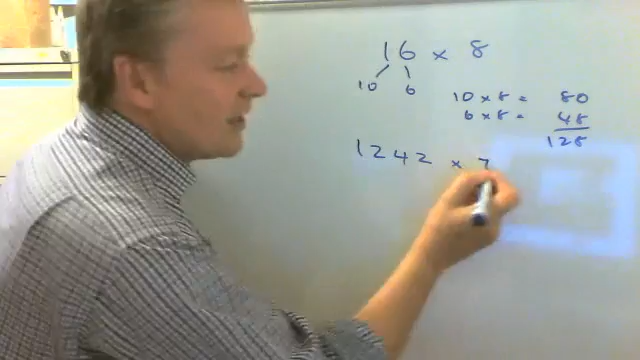 16 × 8
10 6
10 × 8 = 80
6 × 8 = 48
128
1242 × 7